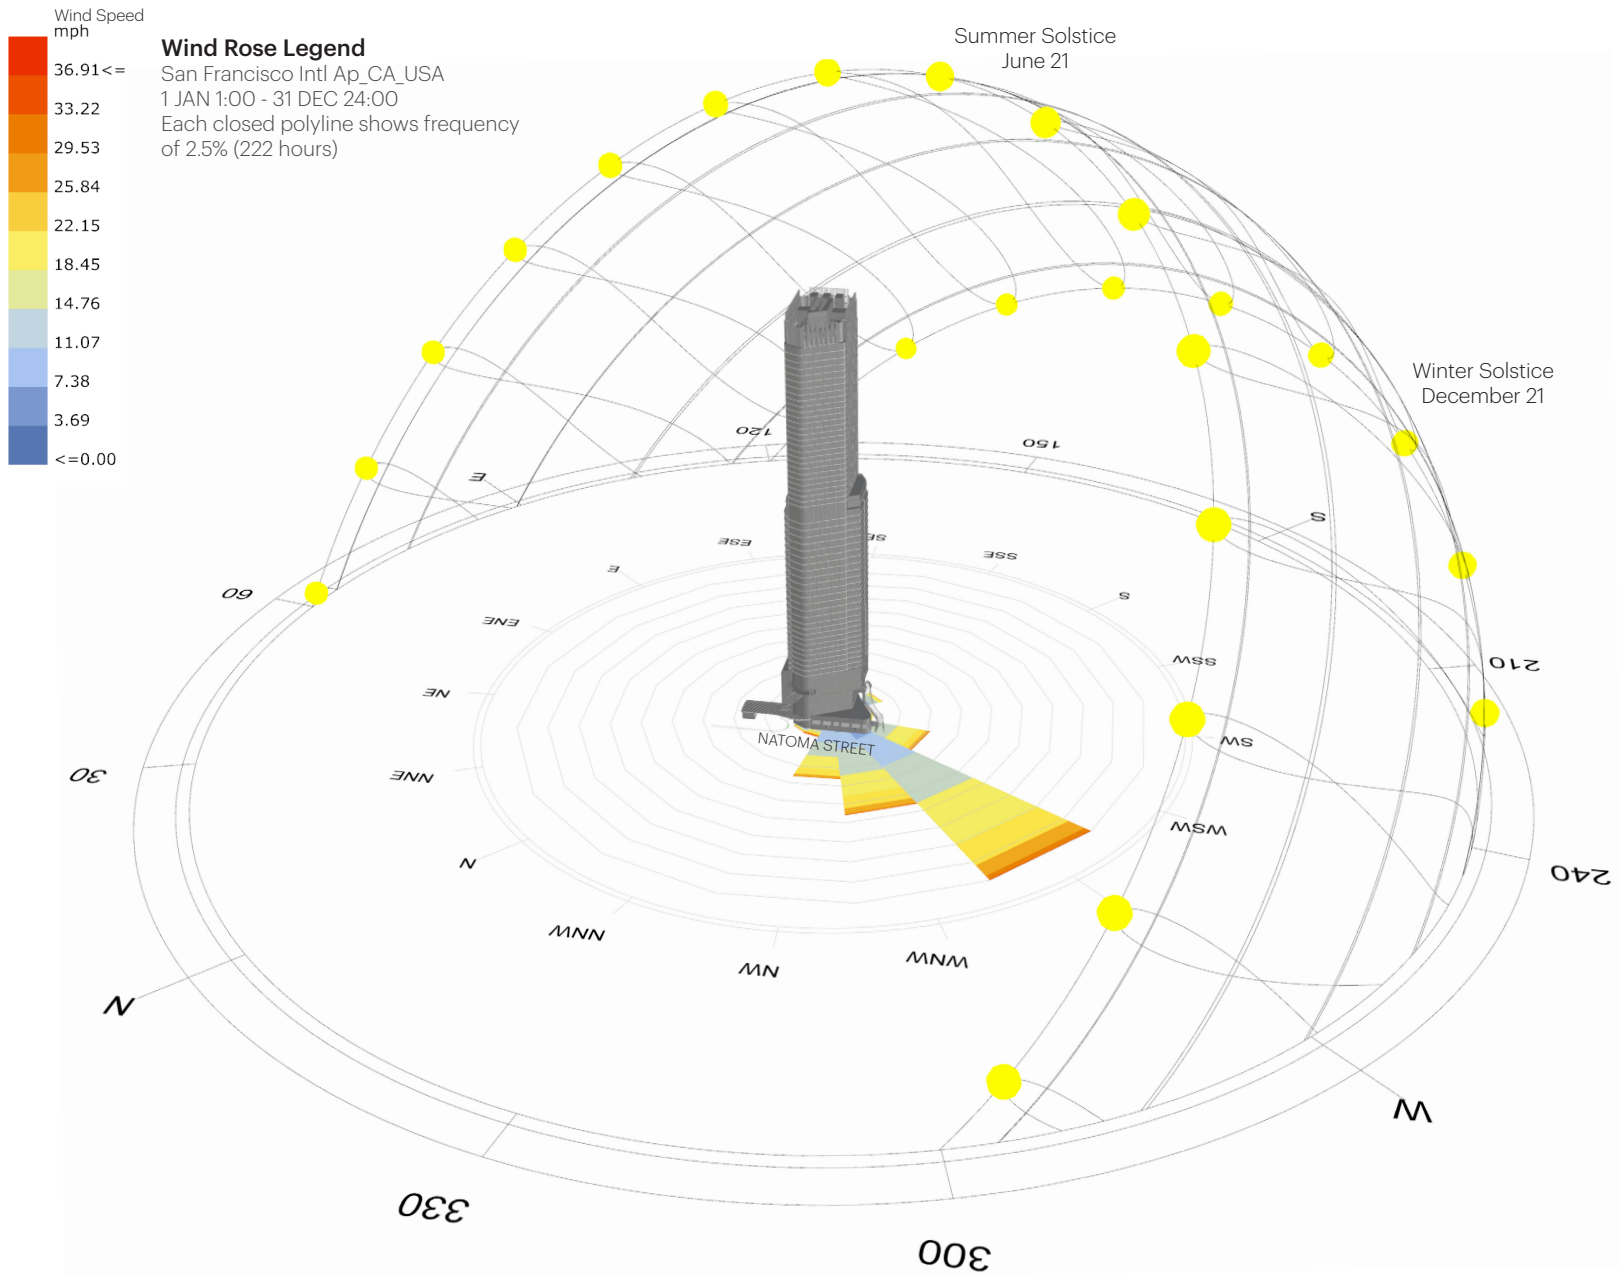 Wind Speed
mph
36.91<=
33.22
29.53
25.84
22.15
18.45
14.76
11.07
7.38
3.69
<=0.00
Wind Rose Legend
San Francisco Intl Ap_CA_USA
1 JAN 1:00 - 31 DEC 24:00
Each closed polyline shows frequency
of 2.5% (222 hours)
Summer Solstice
June 21
Winter Solstice
December 21
120
150
E
S
ESE
SE
SSE
E
S
60
ENE
SSW
210
NE
SW
NATOMA STREET
30
NNE
WSW
N
240
NNW
NW
WNW
N
W
330
300